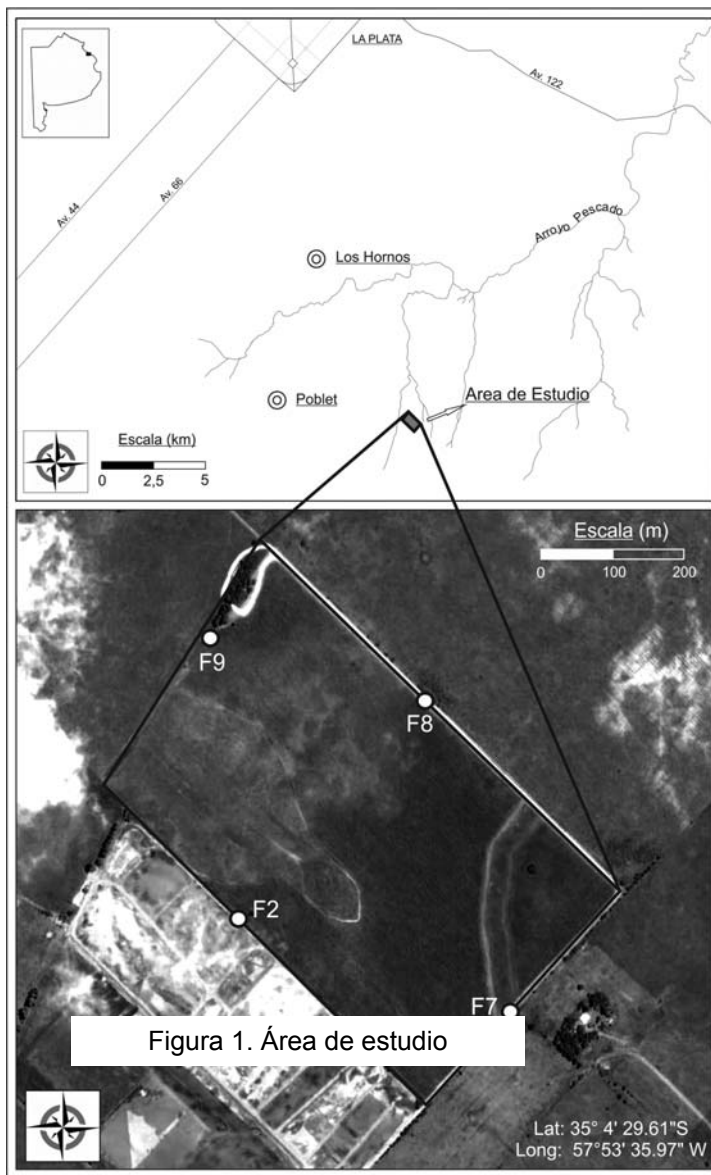 LA PLATA
Av. 122
Av. 44
Av. 66
Arroyo Pescado
Los Hornos
Poblet
Area de Estudio
Escala (km)
0 2,5 5
Escala (m)
0 100 200
F9
F8
F2
F7
Figura 1. Área de estudio
Lat: 35° 4' 29.61"S
Long: 57°53' 35.97" W